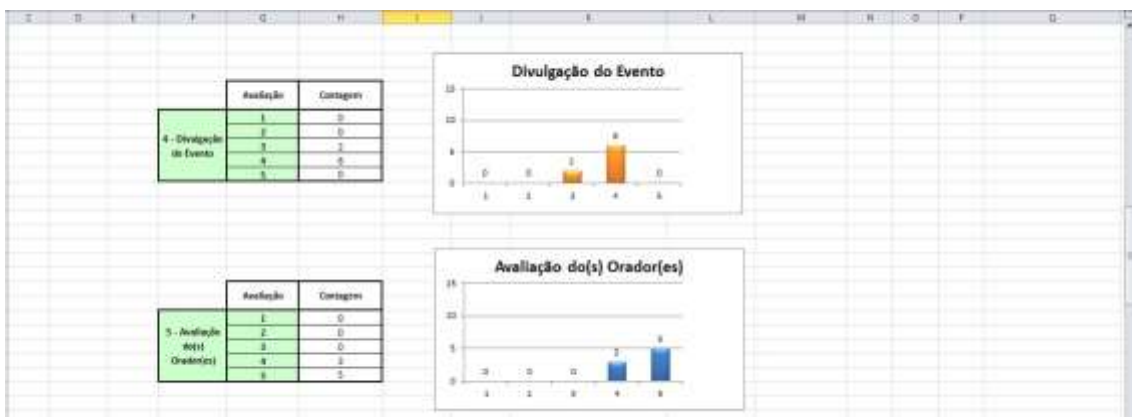 C D E F G H I J K L M N O P Q
Divulgação do Evento
Avaliação Contagem
4 - Divulgação do Evento
1 0
2 0
3 2
4 6
5 0
15
10
5
0
0 0 2 6 0
1 2 3 4 5
Avaliação do(s) Orador(es)
Avaliação Contagem
5 - Avaliação
do(s)
Orador(es)
1 0
2 0
3 0
4 3
5 5
15
10
5
0
0 0 0 3 5
1 2 3 4 5